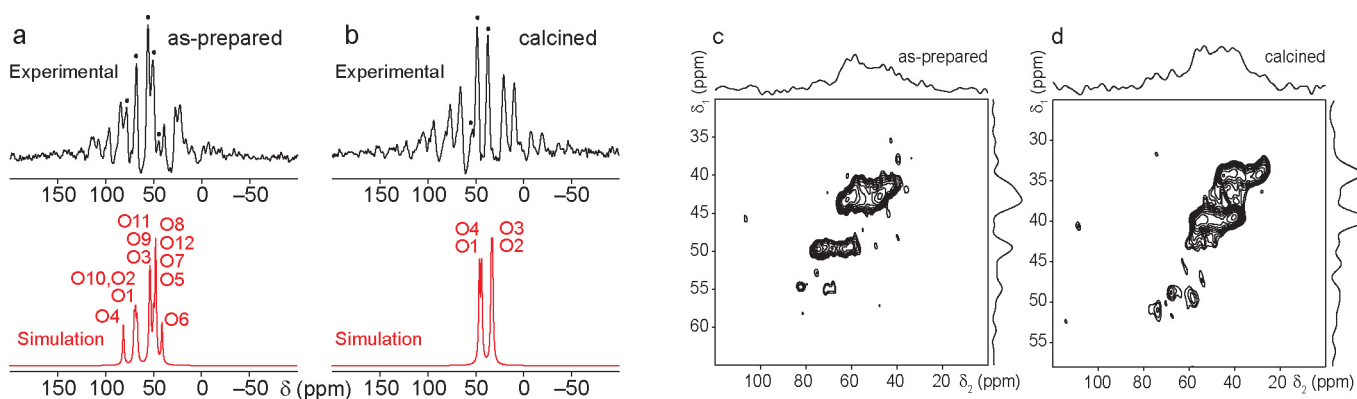 a
as-prepared
Experimental
150 100 50 0 –50
O11
O9
O3
O8
O12
O7
O5
O10,O2
O1
O4
O6
Simulation
δ (ppm)
150 100 50 0 –50
b
calcined
Experimental
150 100 50 0 –50
O4
O1
O3
O2
Simulation
150 100 50 0 –50
c
as-prepared
δ₁ (ppm)
35
40
45
50
55
60
100 80 60 40 20
δ₂ (ppm)
d
calcined
δ₁ (ppm)
30
35
40
45
50
55
100 80 60 40 20
δ₂ (ppm)